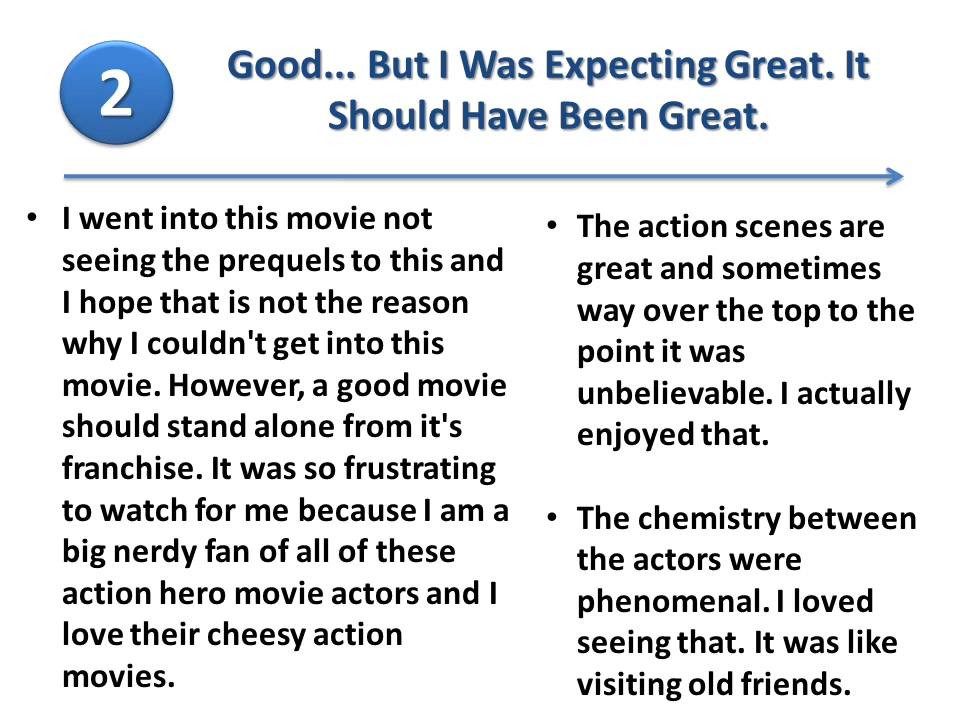 2
Good... But I Was Expecting Great. It
Should Have Been Great.
• I went into this movie not
seeing the prequels to this and
I hope that is not the reason
why I couldn't get into this
movie. However, a good movie
should stand alone from it's
franchise. It was so frustrating
to watch for me because I am a
big nerdy fan of all of these
action hero movie actors and I
love their cheesy action
movies.
• The action scenes are
great and sometimes
way over the top to the
point it was
unbelievable. I actually
enjoyed that.
• The chemistry between
the actors were
phenomenal. I loved
seeing that. It was like
visiting old friends.